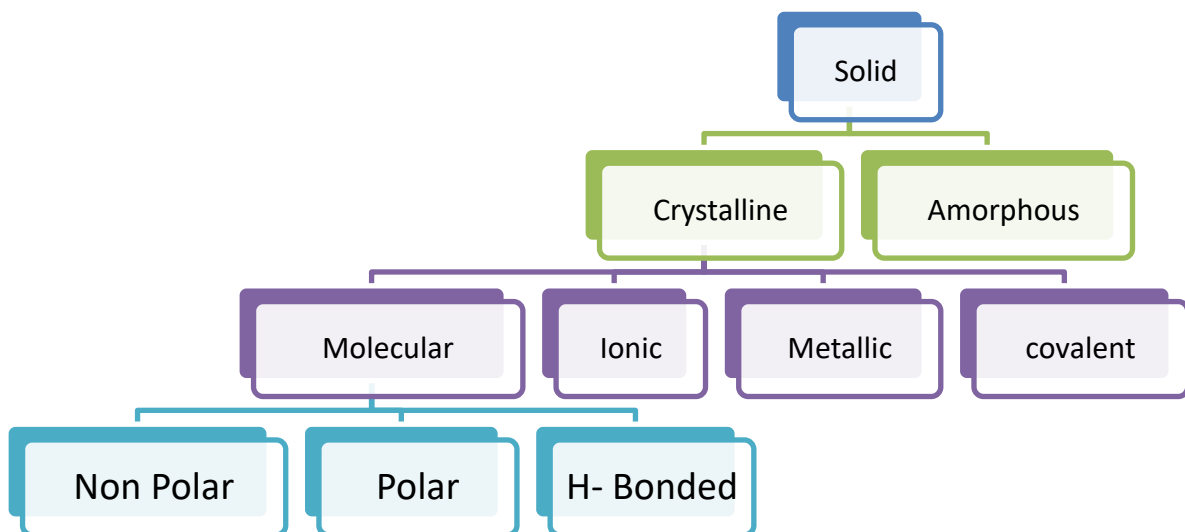 Solid
Crystalline
Amorphous
Molecular
Ionic
Metallic
covalent
Non Polar
Polar
H- Bonded